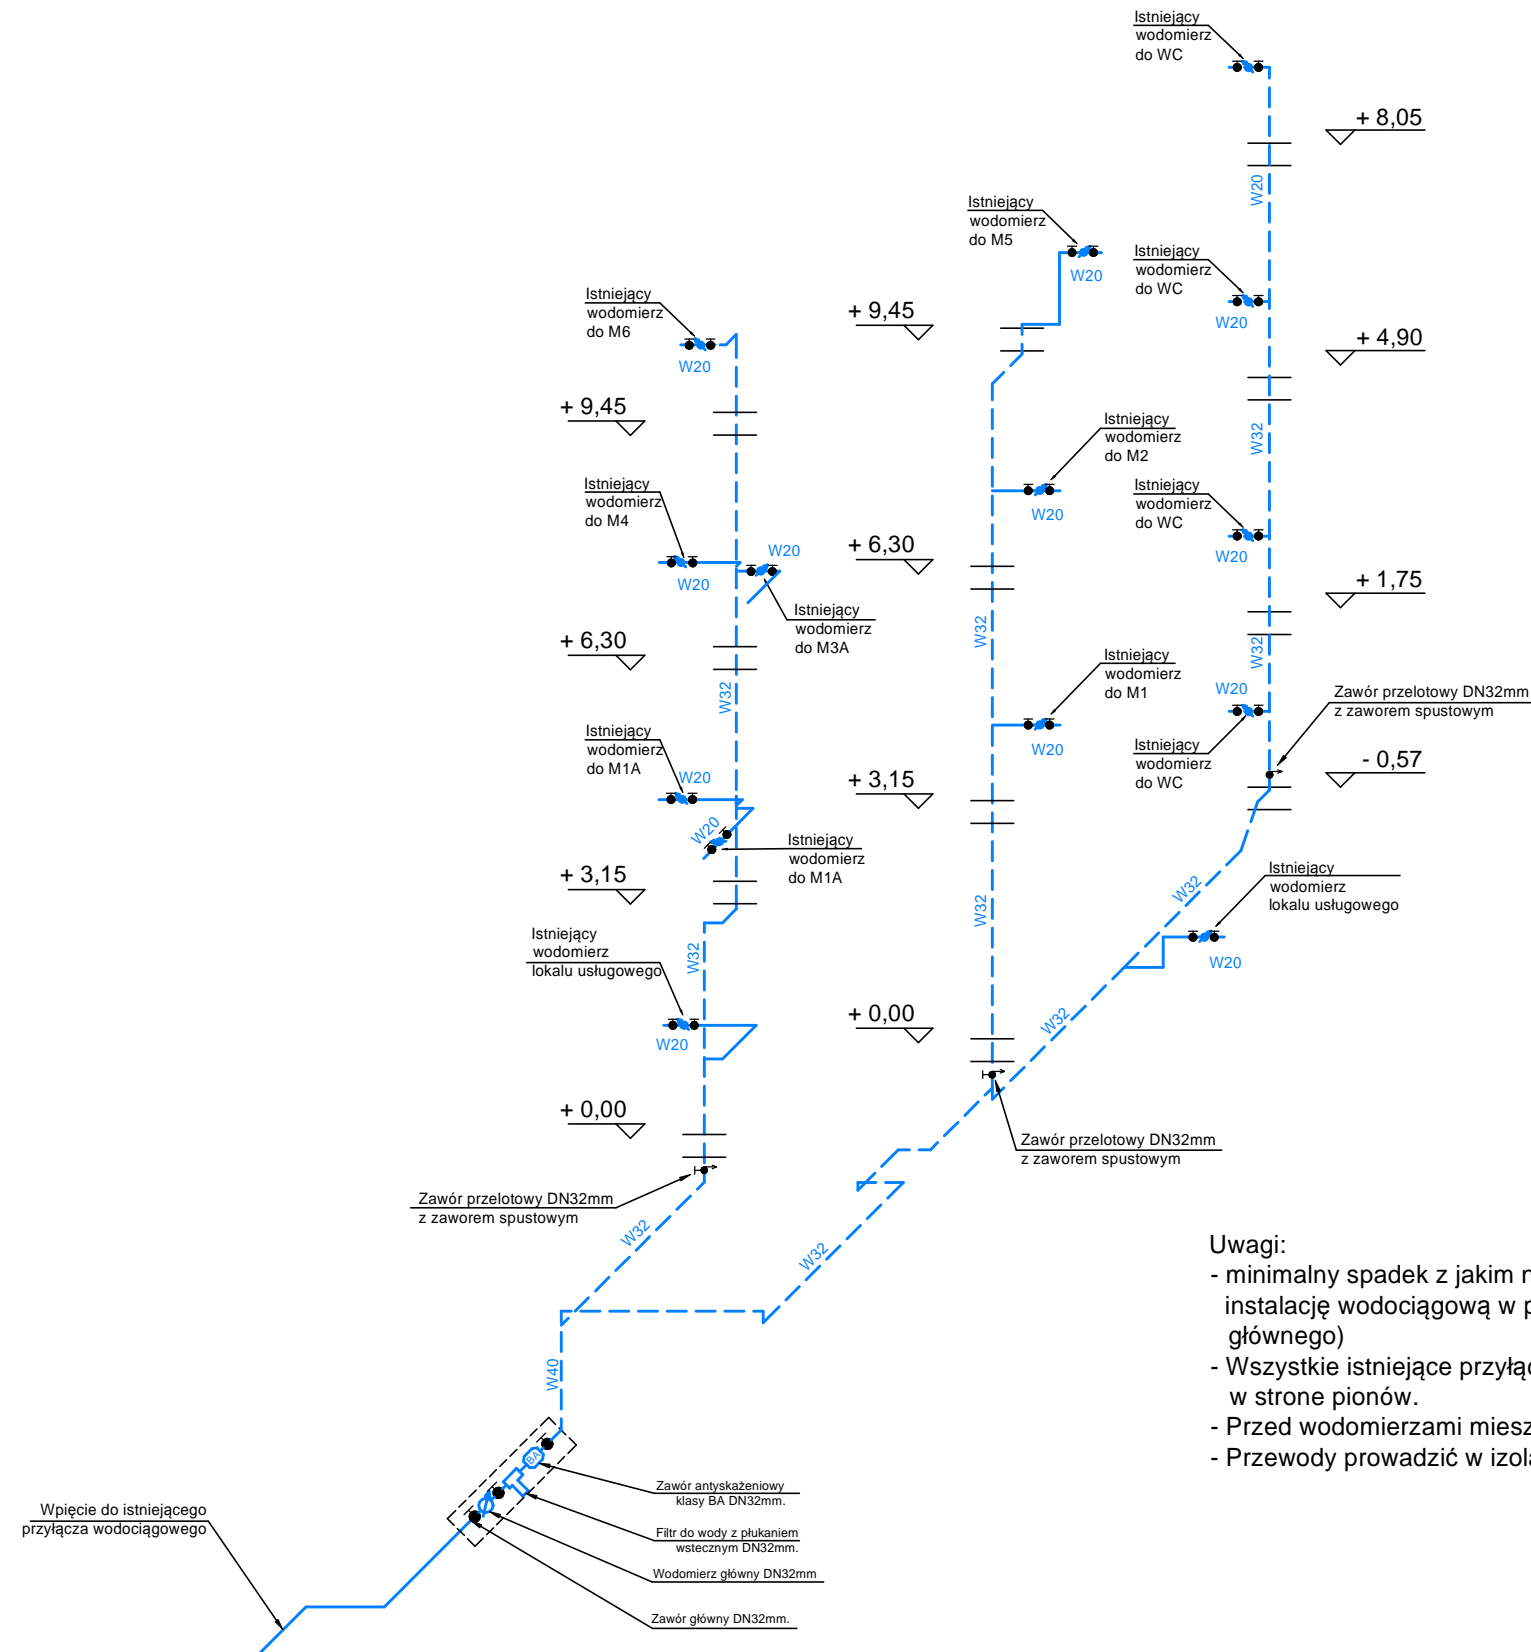 Istniejący
wodomierz
do WC
+ 8,05
W20
Istniejący
wodomierz
do M5
W20
Istniejący
wodomierz
do WC
W20
+ 9,45
+ 4,90
Istniejący
wodomierz
do M6
W20
+ 9,45
Istniejący
wodomierz
do M2
W20
W32
Istniejący
wodomierz
do WC
W20
Istniejący
wodomierz
do M4
W20
W20
+ 6,30
+ 1,75
Istniejący
wodomierz
do M3A
+ 6,30
W32
W32
W32
Istniejący
wodomierz
do M1
W20
W20
Istniejący
wodomierz
do WC
Zawór przelotowy DN32mm
z zaworem spustowym
- 0,57
Istniejący
wodomierz
do M1A
W20
+ 3,15
W20
Istniejący
wodomierz
do M1A
+ 3,15
W32
W32
Istniejący
wodomierz
lokalu usługowego
W20
Istniejący
wodomierz
lokalu usługowego
W32
W20
+ 0,00
W32
+ 0,00
Zawór przelotowy DN32mm
z zaworem spustowym
Zawór przelotowy DN32mm
z zaworem spustowym
W32
W32
W40
Uwagi:
- minimalny spadek z jakim n
instalację wodociągową w p
głównego)
- Wszystkie istniejące przyłąc
w strone pionów.
- Przed wodomierzami miesz
- Przewody prowadzić w izola
BA
Zawór antyskażeniowy
klasy BA DN32mm.
Filtr do wody z płukaniem
wstecznym DN32mm.
Wodomierz główny DN32mm
Zawór główny DN32mm.
Wpięcie do istniejącego
przyłącza wodociągowego